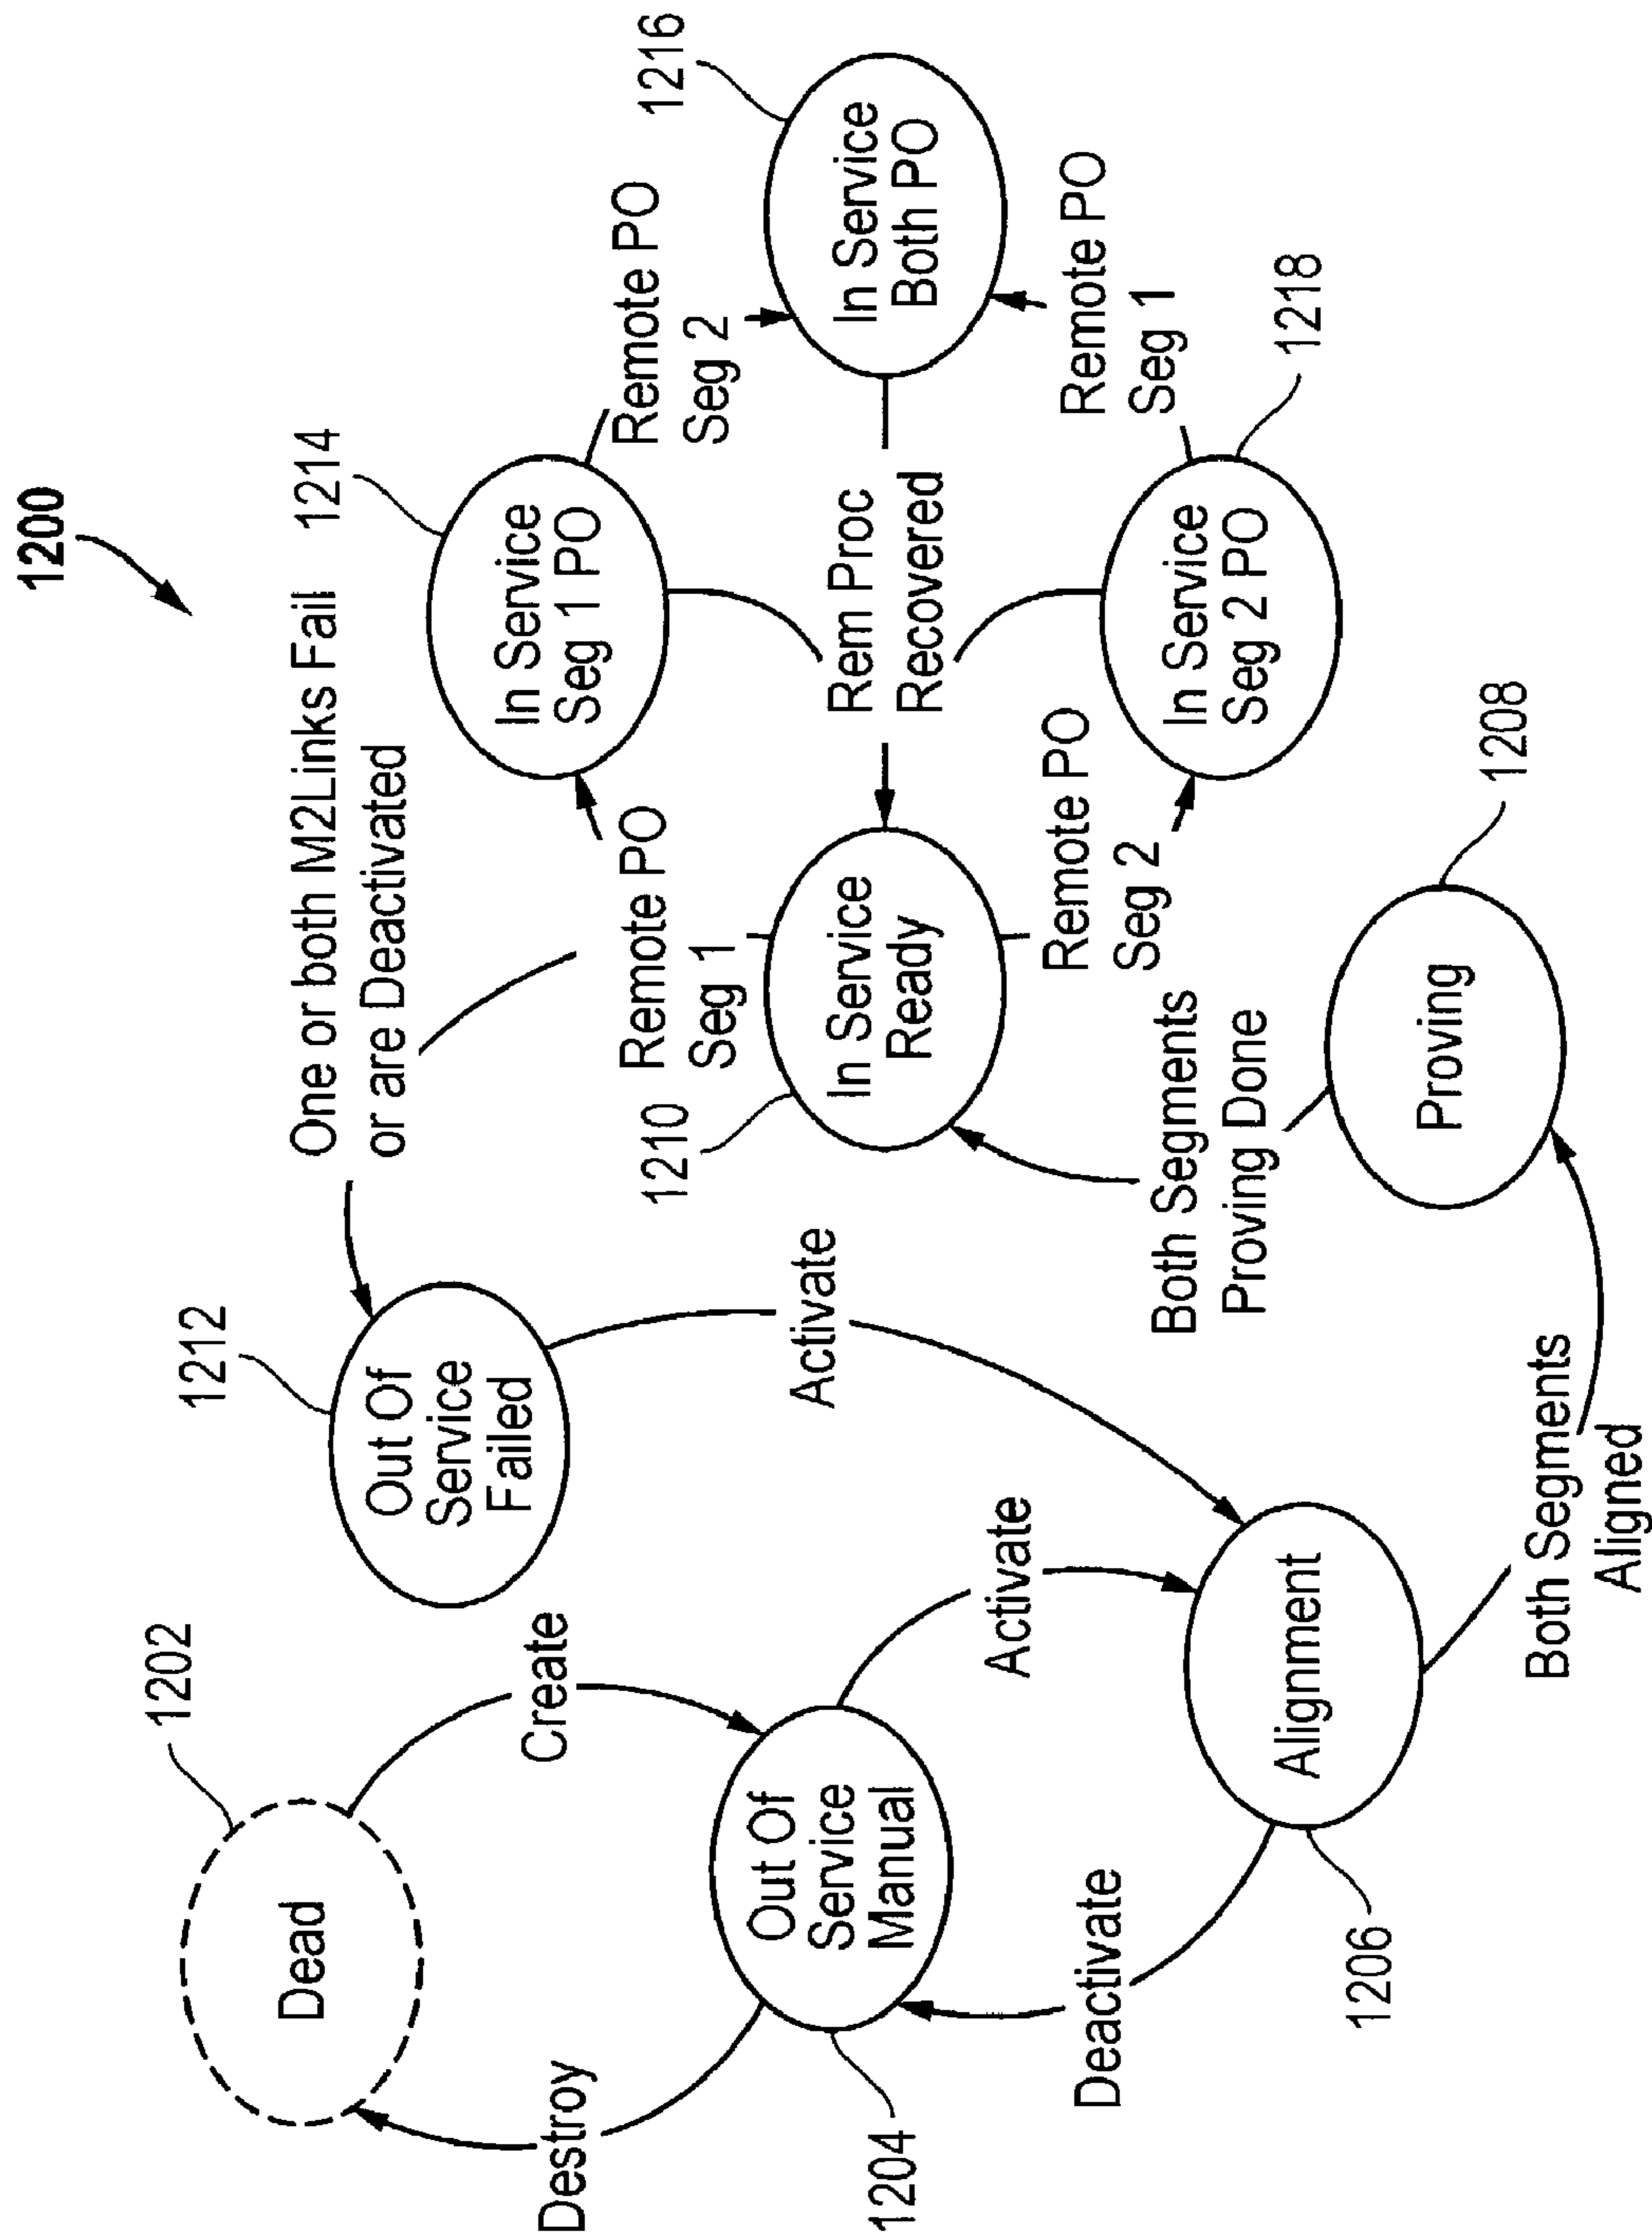 1200
1202
Dead
Create
Destroy
Out Of
Service
Manual
1204
Activate
Deactivate
Alignment
1206
1212
Out Of
Service
Failed
Activate
One or both M2Links Fail
or are Deactivated
Both Segments
Aligned
Proving
1208
Both Segments
Proving Done
1210
In Service
Ready
Remote PO
Seg 1
1214
In Service
Seg 1 PO
Remote PO
Seg 2
Rem Proc
Recovered
Remote PO
Seg 2
In Service
Both PO
1216
In Service
Seg 2 PO
1218
Remote PO
Seg 1